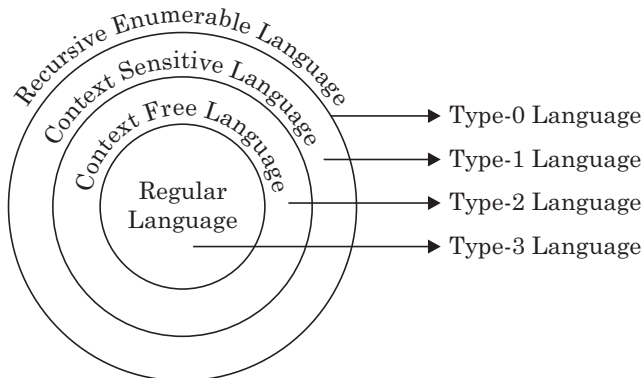 Recursive Enumerable Language
Context Sensitive Language
Context Free Language
Regular
Language
Type-0 Language
Type-1 Language
Type-2 Language
Type-3 Language